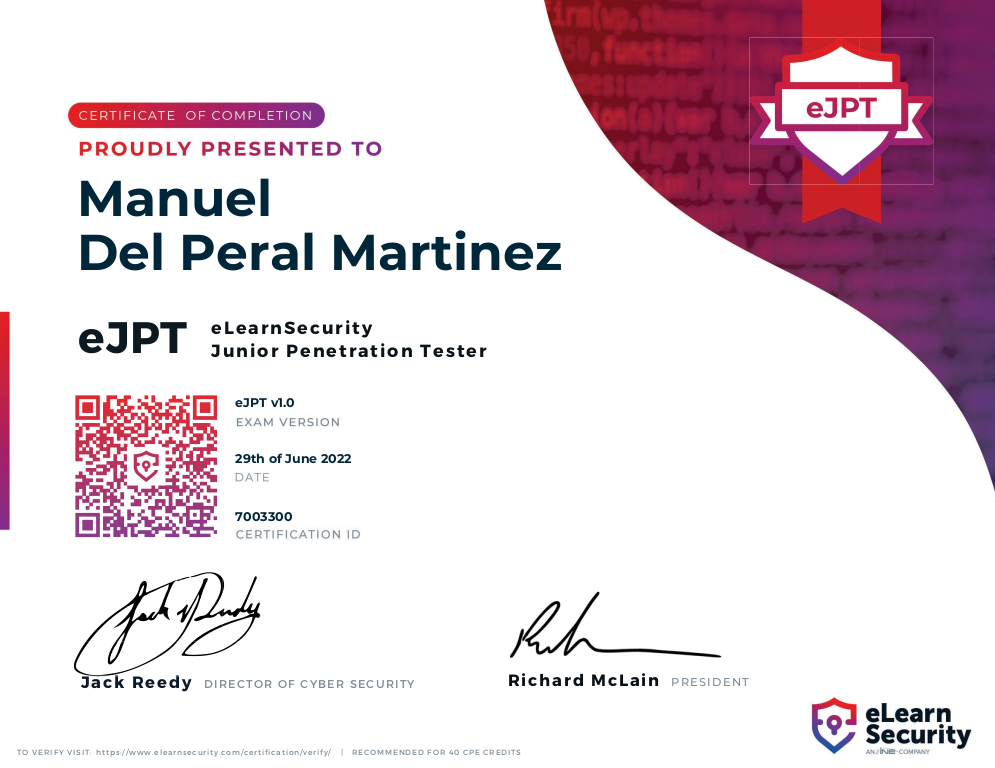 CERTIFICATE OF COMPLETION
PROUDLY PRESENTED TO
Manuel
Del Peral Martinez
eJPT
eLearnSecurity
Junior Penetration Tester
eJPT v1.0
EXAM VERSION
29th of June 2022
DATE
7003300
CERTIFICATION ID
eJPT
Jack Reedy DIRECTOR OF CYBER SECURITY
Richard McLain PRESIDENT
TO VERIFY VISIT: https://www.elearnsecurity.com/certification/verify/ | RECOMMENDED FOR 40 CPE CREDITS
eLearn
Security
AN INE COMPANY